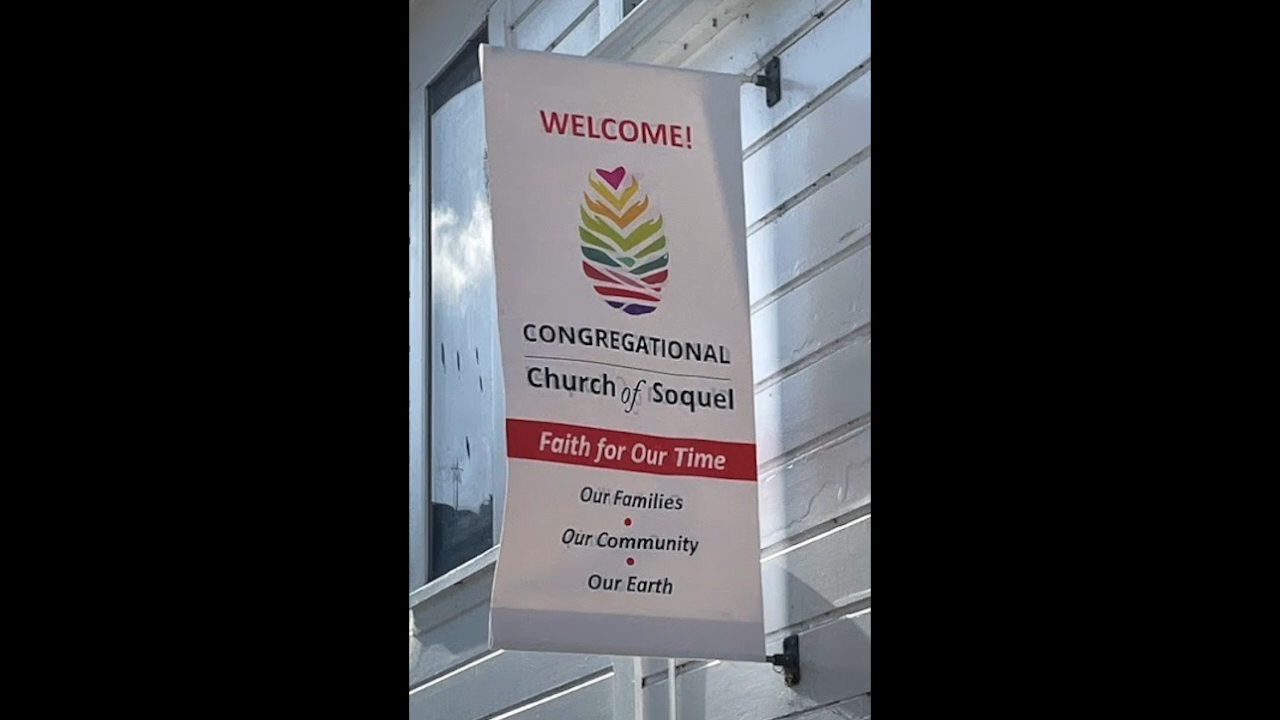 WELCOME!
CONGREGATIONAL
Church of Soquel
Faith for Our Time
Our Families
Our Community
Our Earth